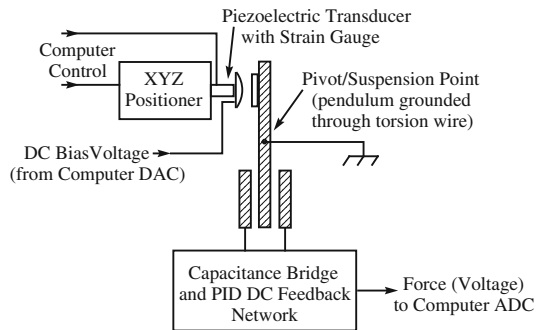 Piezoelectric Transducer
with Strain Gauge
Computer
Control
XYZ
Positioner
Pivot/Suspension Point
(pendulum grounded
through torsion wire)
DC BiasVoltage
(from Computer DAC)
Capacitance Bridge
and PID DC Feedback
Network
Force (Voltage)
to Computer ADC